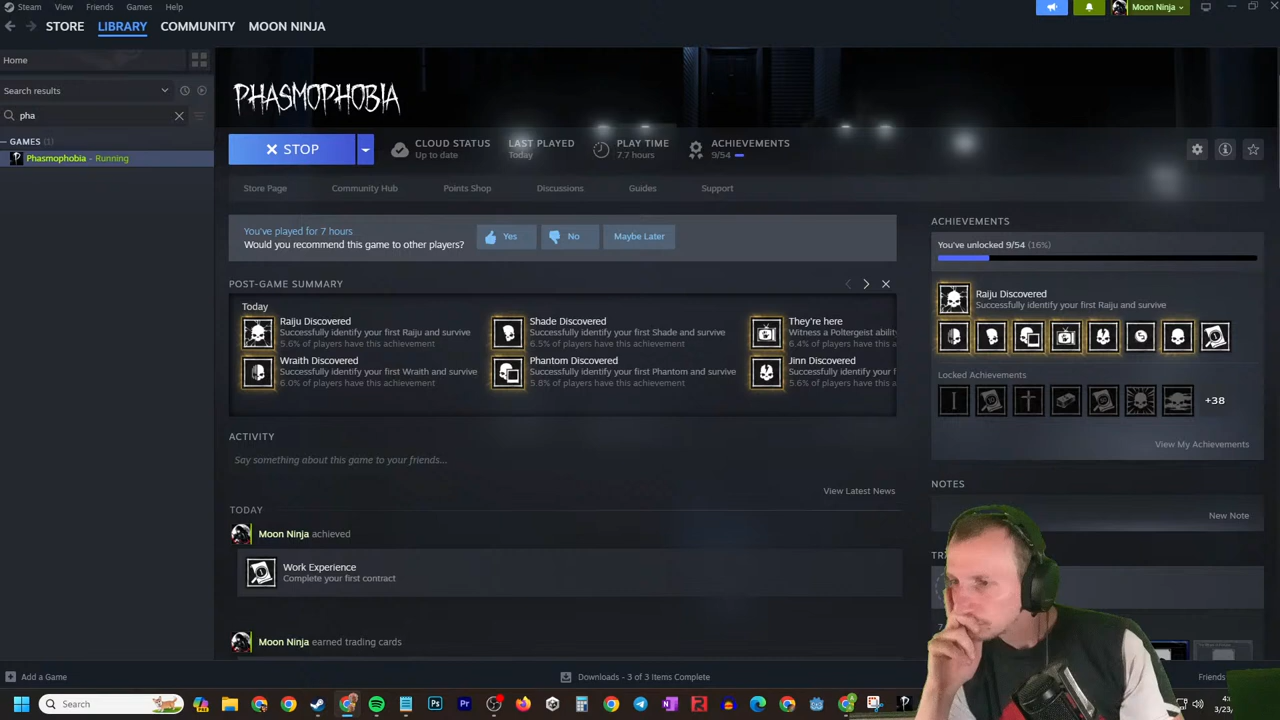 Steam View Friends Games Help
Moon Ninja
STORE LIBRARY COMMUNITY MOON NINJA
Home
Search results
pha
GAMES (1)
Phasmophobia - Running
PHASMOPHOBIA
STOP
CLOUD STATUS
Up to date
LAST PLAYED
Today
PLAY TIME
7.7 hours
ACHIEVEMENTS
9/54
Store Page Community Hub Points Shop Discussions Guides Support
You've played for 7 hours
Would you recommend this game to other players?
Yes No Maybe Later
POST-GAME SUMMARY
Today
Raiju Discovered
Successfully identify your first Raiju and survive
5.6% of players have this achievement
Shade Discovered
Successfully identify your first Shade and survive
6.5% of players have this achievement
They're here
Witness a Poltergeist ability
6.4% of players have this a
Wraith Discovered
Successfully identify your first Wraith and survive
6.0% of players have this achievement
Phantom Discovered
Successfully identify your first Phantom and survive
5.8% of players have this achievement
Jinn Discovered
Successfully identify your f
5.6% of players have this a
ACTIVITY
Say something about this game to your friends...
View Latest News
TODAY
Moon Ninja achieved
Work Experience
Complete your first contract
Moon Ninja earned trading cards
ACHIEVEMENTS
You've unlocked 9/54 (16%)
Raiju Discovered
Successfully identify your first Raiju and survive
Locked Achievements
+38
View My Achievements
NOTES
New Note
TR
Add a Game
Downloads - 3 of 3 Items Complete
Friends
Search
3/23/